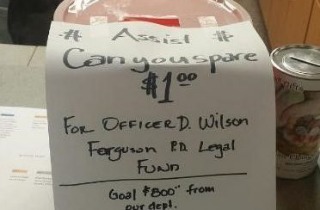 # Assist #
Can you spare
$1.00
FOR OFFICER D. Wilson
Ferguson P.D. Legal
FUND
Goal $800" from
our dept.